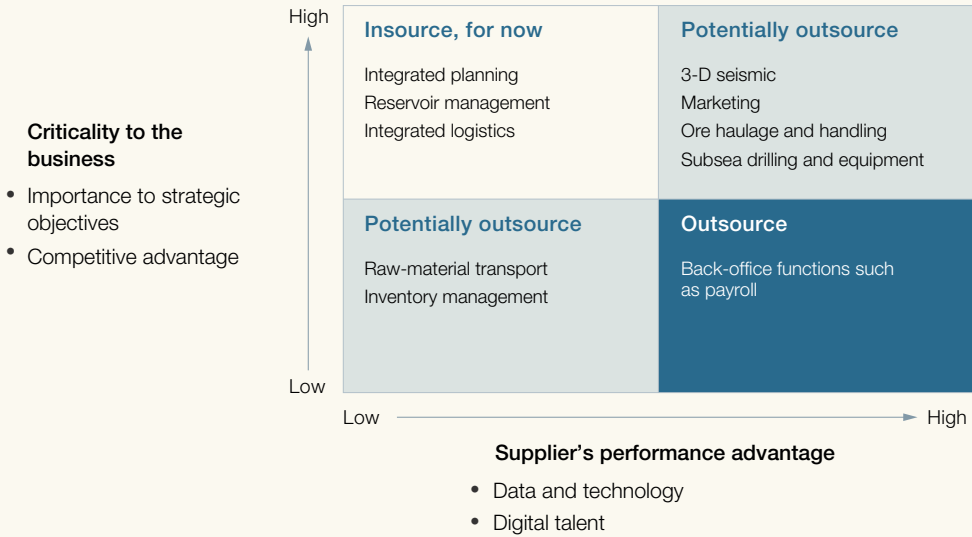 High
Criticality to the
business
• Importance to strategic
objectives
• Competitive advantage
Low
Insource, for now
Integrated planning
Reservoir management
Integrated logistics
Potentially outsource
3-D seismic
Marketing
Ore haulage and handling
Subsea drilling and equipment
Potentially outsource
Raw-material transport
Inventory management
Outsource
Back-office functions such
as payroll
Low
High
Supplier’s performance advantage
• Data and technology
• Digital talent